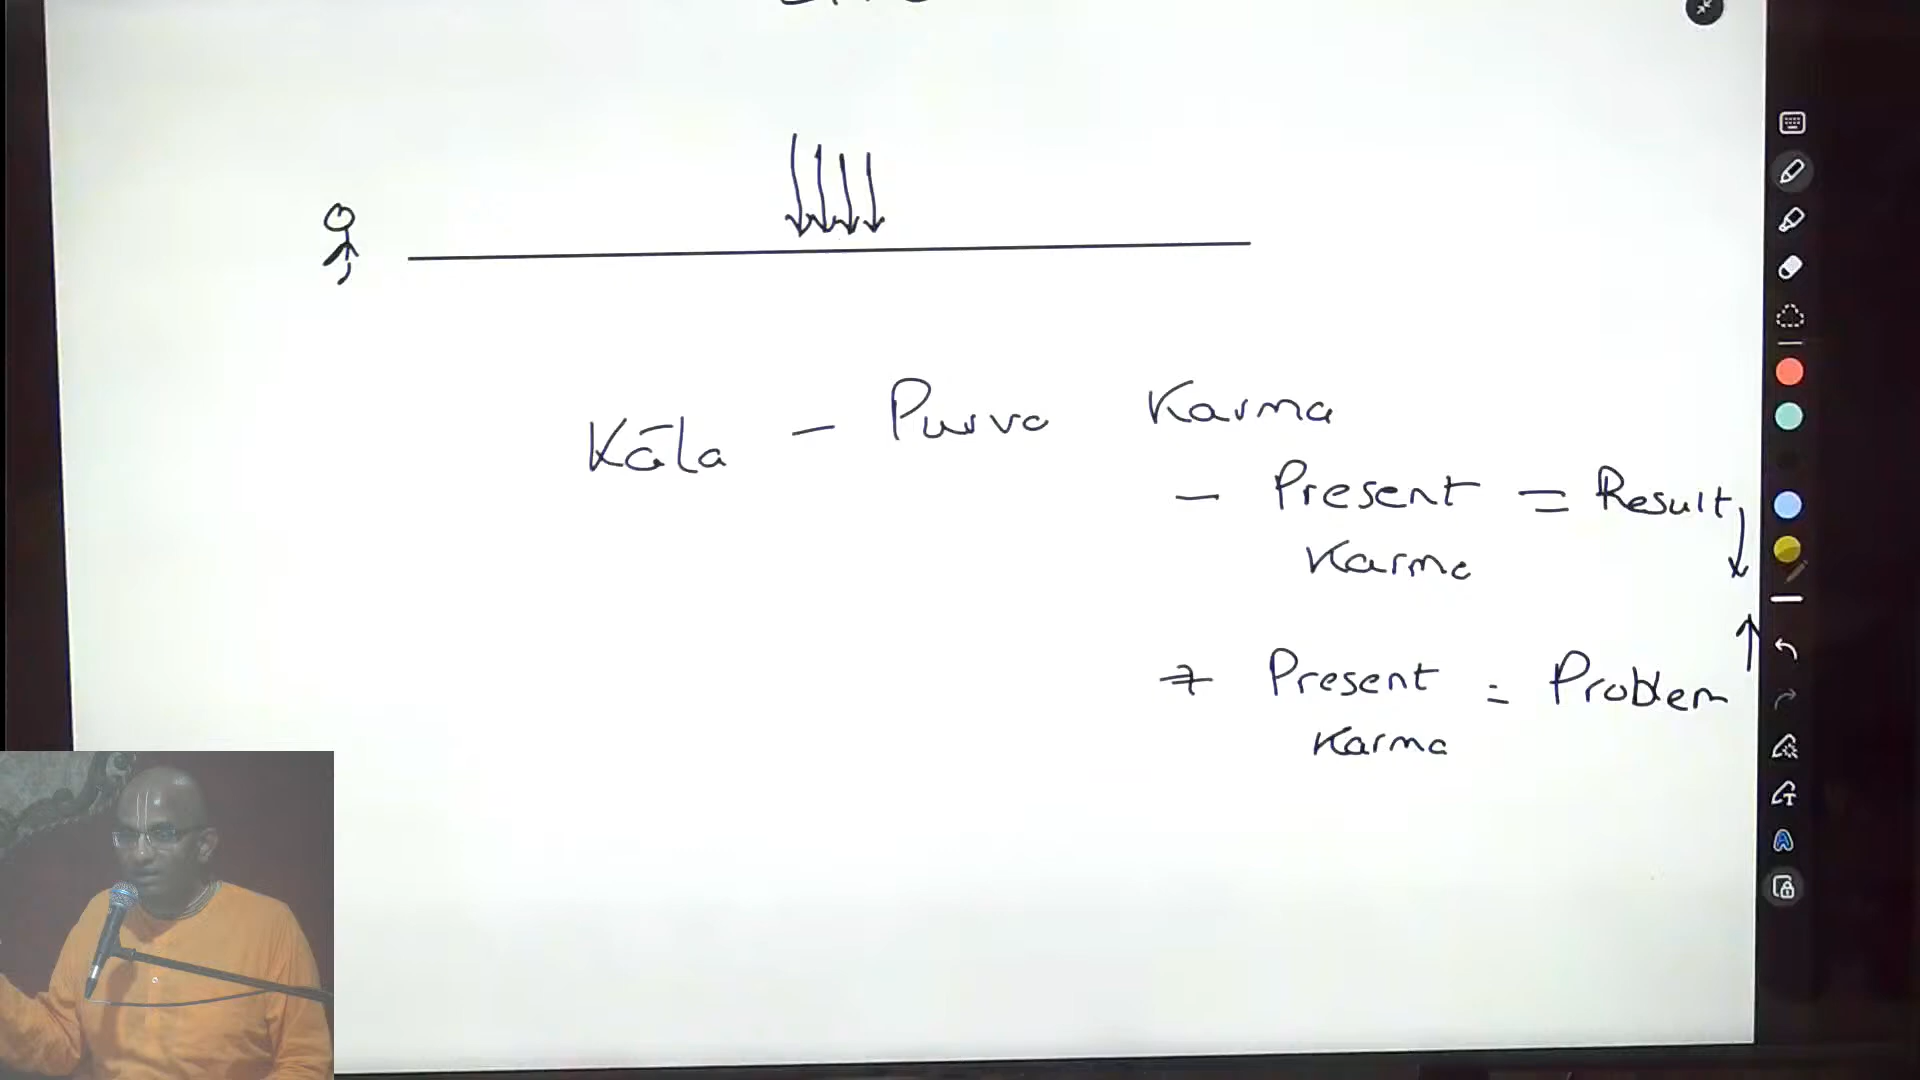 Kāla – Purva Karma
– Present = Result
Karma
Present = Problem
Karma